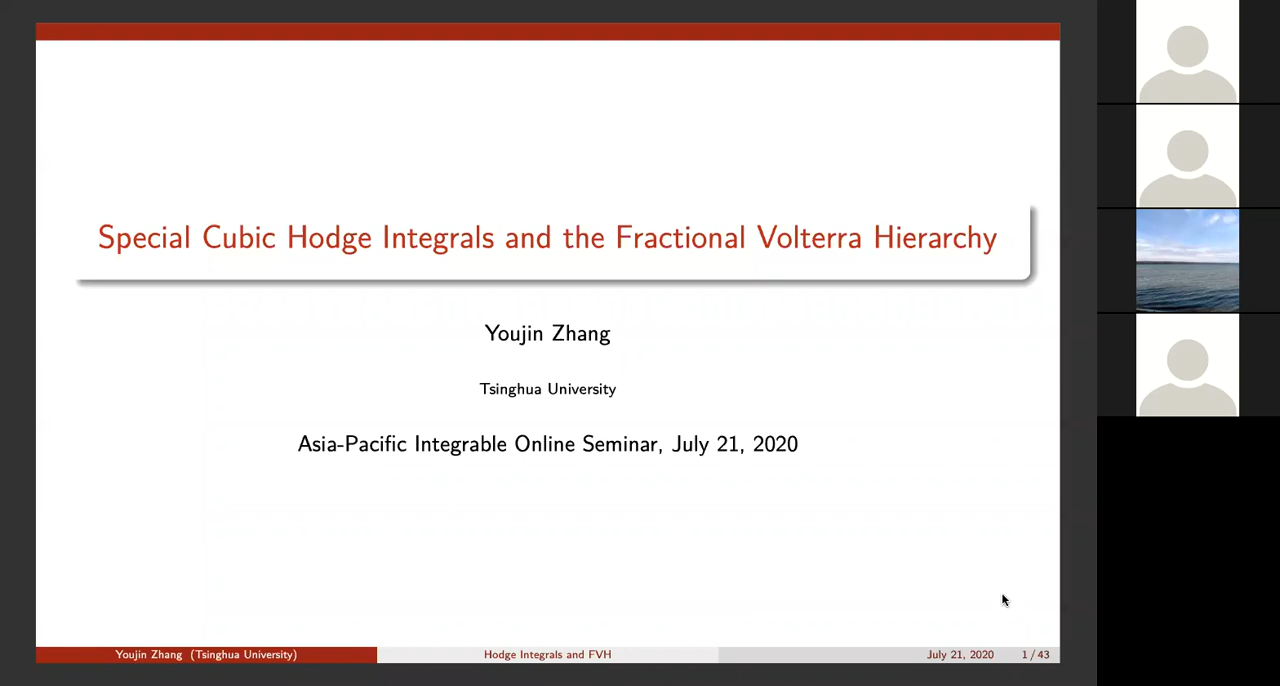 Special Cubic Hodge Integrals and the Fractional Volterra Hierarchy
Youjin Zhang
Tsinghua University
Asia-Pacific Integrable Online Seminar, July 21, 2020
Youjin Zhang (Tsinghua University)
Hodge Integrals and FVH
July 21, 2020
1 / 43